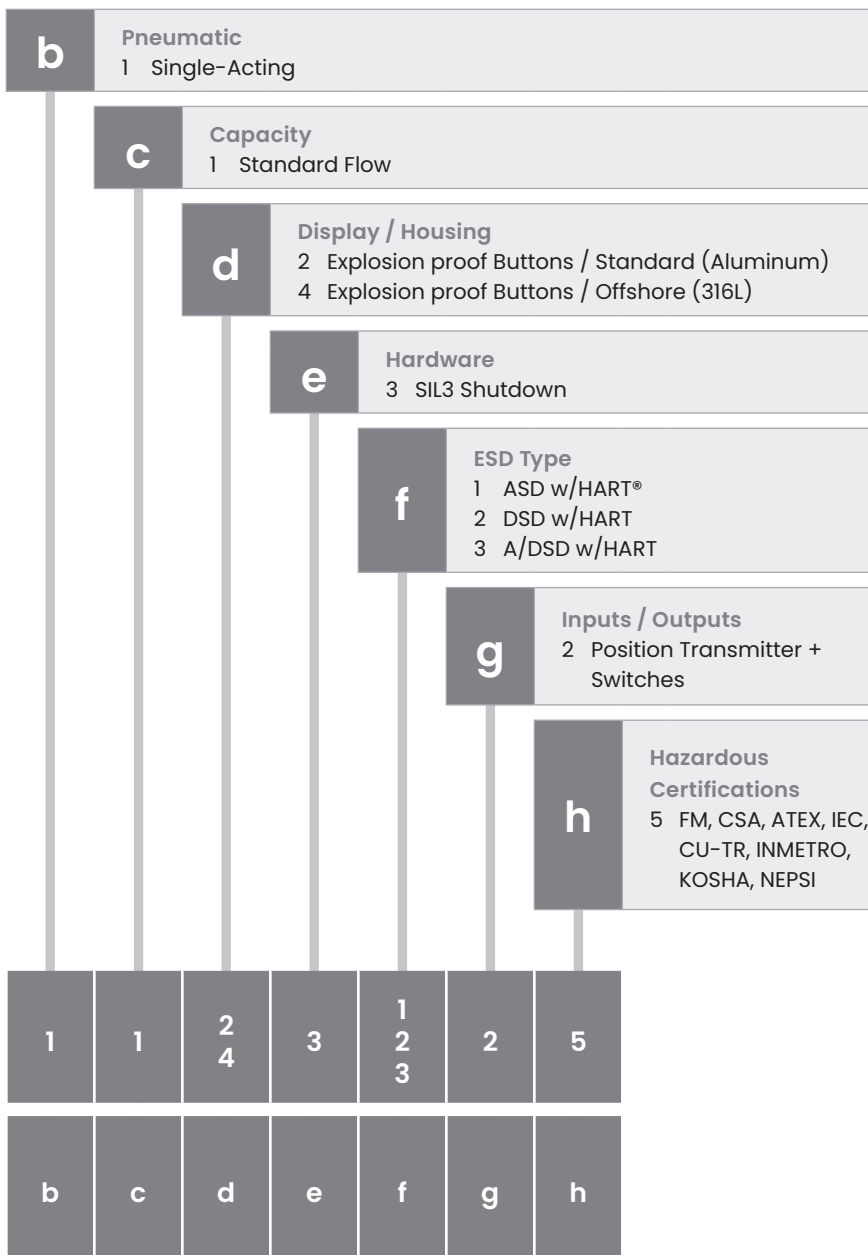 b
Pneumatic
1 Single-Acting
c
Capacity
1 Standard Flow
d
Display / Housing
2 Explosion proof Buttons / Standard (Aluminum)
4 Explosion proof Buttons / Offshore (316L)
e
Hardware
3 SIL3 Shutdown
f
ESD Type
1 ASD w/HART®
2 DSD w/HART
3 A/DSD w/HART
g
Inputs / Outputs
2 Position Transmitter +
Switches
h
Hazardous
Certifications
5 FM, CSA, ATEX, IEC,
CU-TR, INMETRO,
KOSHA, NEPSI
1
1
2
4
3
1
2
3
2
5
b c d e f g h